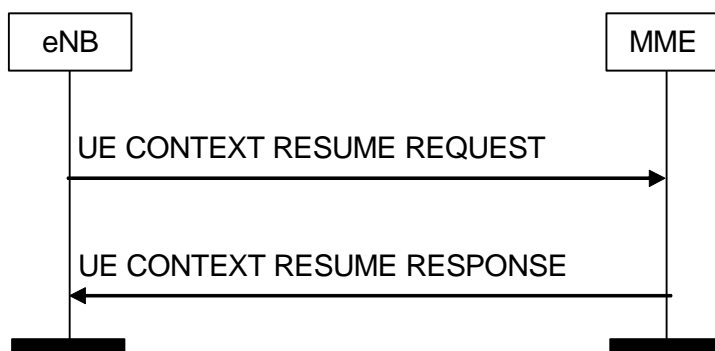 eNB
MME
UE CONTEXT RESUME REQUEST
UE CONTEXT RESUME RESPONSE